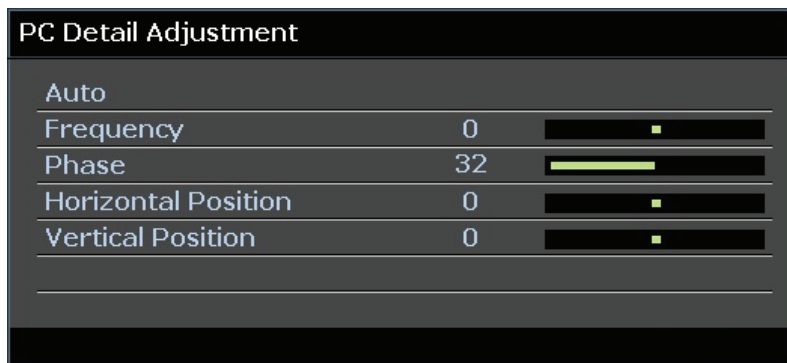 PC Detail Adjustment
Auto
Frequency 0
Phase 32
Horizontal Position 0
Vertical Position 0